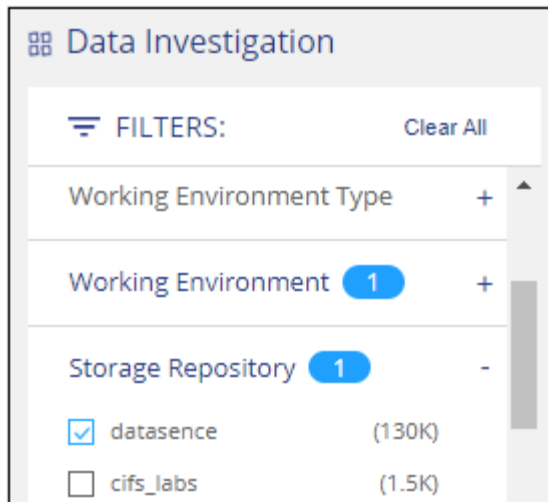 Data Investigation
FILTERS: Clear All
Working Environment Type +
Working Environment 1 +
Storage Repository 1 -
datasence (130K)
cifs_labs (1.5K)